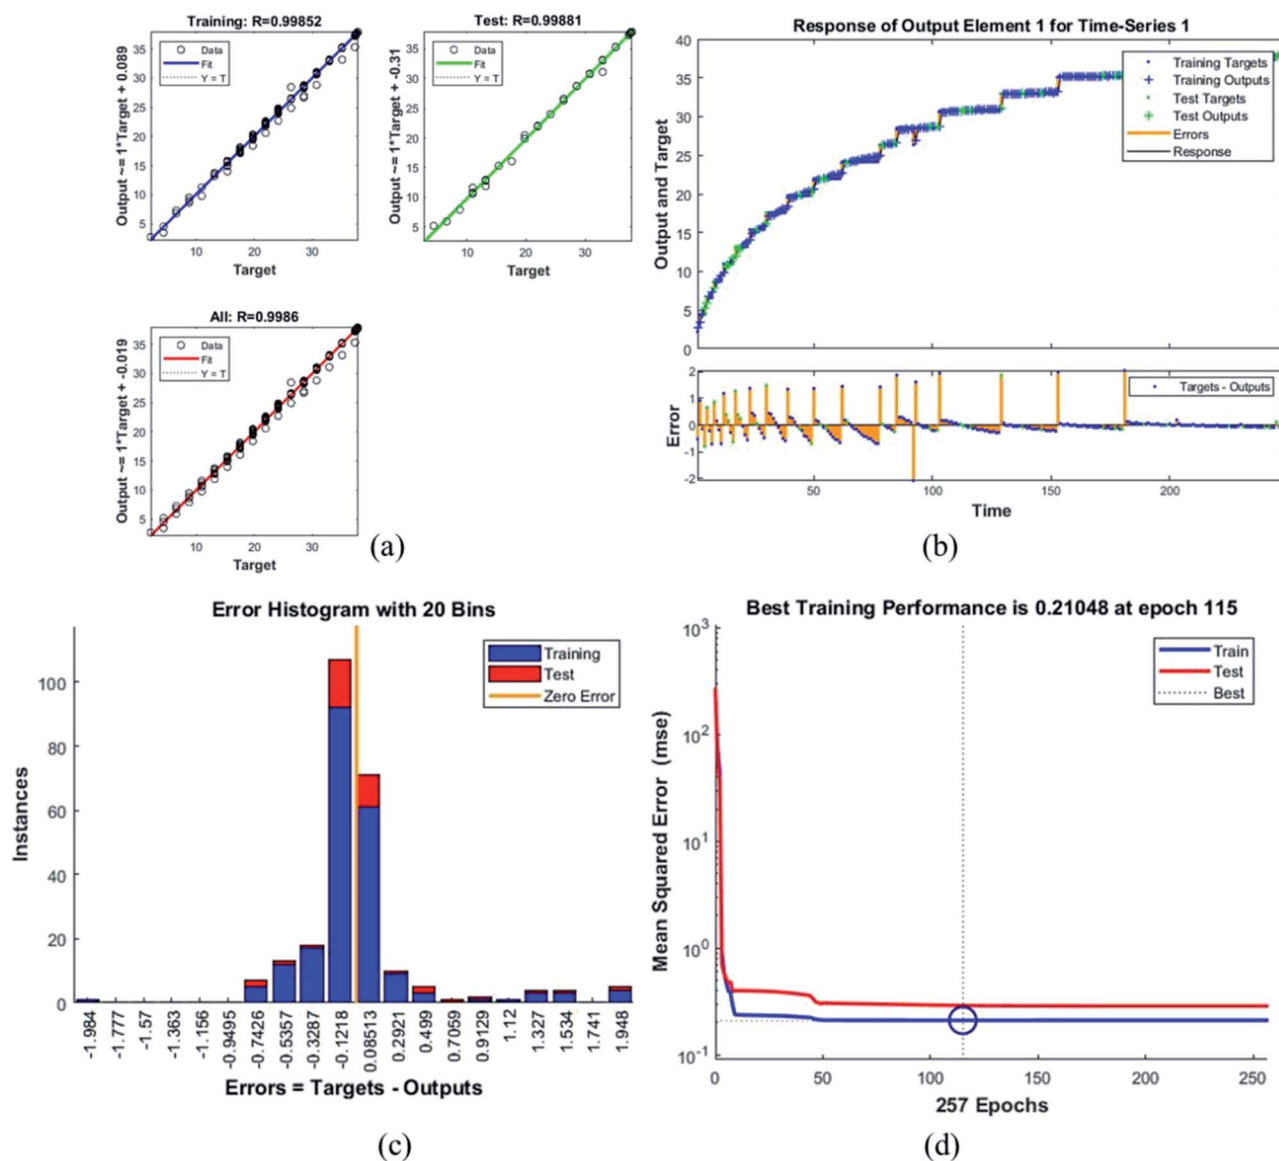 Training: R=0.99852
Output ~= 1*Target + 0.089
35
30
25
20
15
10
5
Data
Fit
Y = T
10
20
30
Target
Test: R=0.99881
Output ~= 1*Target + -0.31
35
30
25
20
15
10
5
Data
Fit
Y = T
10
20
30
Target
All: R=0.9986
Output ~= 1*Target + -0.019
35
30
25
20
15
10
5
Data
Fit
Y = T
10
20
30
Target
(a)
Response of Output Element 1 for Time-Series 1
Output and Target
40
35
30
25
20
15
10
5
0
Training Targets
Training Outputs
Test Targets
Test Outputs
Errors
Response
Error
2
1
0
-1
-2
Targets - Outputs
50
100
150
200
Time
(b)
Error Histogram with 20 Bins
Instances
100
80
60
40
20
0
Training
Test
Zero Error
-1.984
-1.777
-1.57
-1.363
-1.156
-0.9495
-0.7426
-0.5357
-0.3287
-0.1218
0.08513
0.2921
0.499
0.7059
0.9129
1.12
1.327
1.534
1.741
1.948
Errors = Targets - Outputs
(c)
Best Training Performance is 0.21048 at epoch 115
Mean Squared Error (mse)
10³
10²
10¹
10⁰
10⁻¹
Train
Test
Best
0
50
100
150
200
250
257 Epochs
(d)